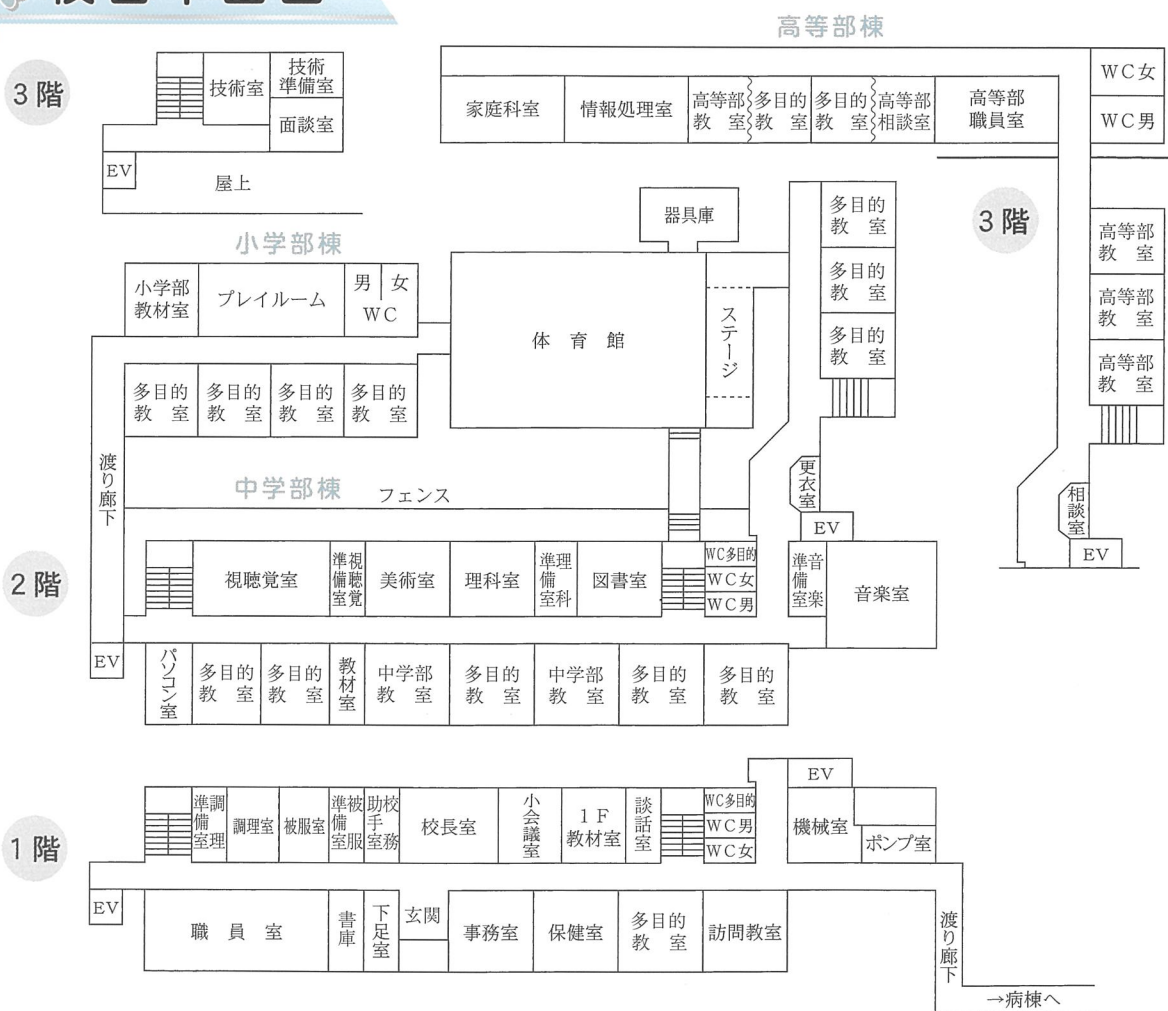 高等部棟
3階
技術室
技術
準備室
面談室
EV
屋上
家庭科室
情報処理室
高等部
教室
多目的
教室
多目的
教室
高等部
相談室
高等部
職員室
WC女
WC男
3階
高等部
教室
高等部
教室
高等部
教室
相談室
EV
小学部棟
小学部
教材室
プレイルーム
男
女
WC
多目的
教室
多目的
教室
多目的
教室
多目的
教室
器具庫
体育館
ステージ
多目的
教室
多目的
教室
多目的
教室
更衣室
EV
渡り廊下
中学部棟
フェンス
2階
視聴覚室
視聴覚
準備室
美術室
理科室
理科
準備室
図書室
WC多目的
WC女
WC男
音楽
準備室
音楽室
EV
パソコン室
多目的
教室
多目的
教室
教材室
中学部
教室
多目的
教室
中学部
教室
多目的
教室
多目的
教室
1階
調理
準備室
調理室
被服室
被服
準備室
校務
助手室
校長室
小会議室
1F
教材室
談話室
WC多目的
WC男
WC女
EV
機械室
ポンプ室
EV
職員室
書庫
下足室
玄関
事務室
保健室
多目的
教室
訪問教室
渡り廊下
→病棟へ